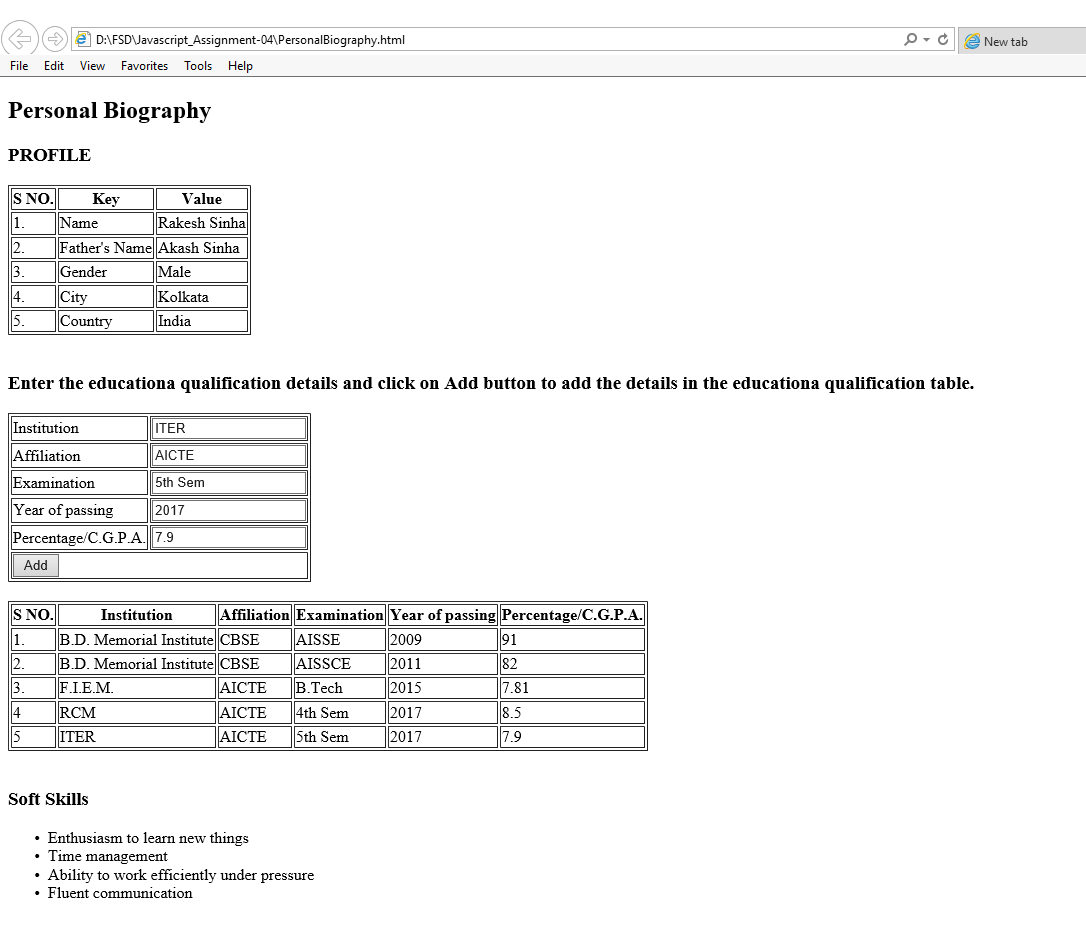 D:\FSD\Javascript_Assignment-04\PersonalBiography.html New tab
File Edit View Favorites Tools Help
Personal Biography
PROFILE
S NO. Key Value
1. Name Rakesh Sinha
2. Father's Name Akash Sinha
3. Gender Male
4. City Kolkata
5. Country India
Enter the educationa qualification details and click on Add button to add the details in the educationa qualification table.
Institution ITER
Affiliation AICTE
Examination 5th Sem
Year of passing 2017
Percentage/C.G.P.A. 7.9
Add
S NO. Institution Affiliation Examination Year of passing Percentage/C.G.P.A.
1. B.D. Memorial Institute CBSE AISSE 2009 91
2. B.D. Memorial Institute CBSE AISSCE 2011 82
3. F.I.E.M. AICTE B.Tech 2015 7.81
4 RCM AICTE 4th Sem 2017 8.5
5 ITER AICTE 5th Sem 2017 7.9
Soft Skills
• Enthusiasm to learn new things
• Time management
• Ability to work efficiently under pressure
• Fluent communication